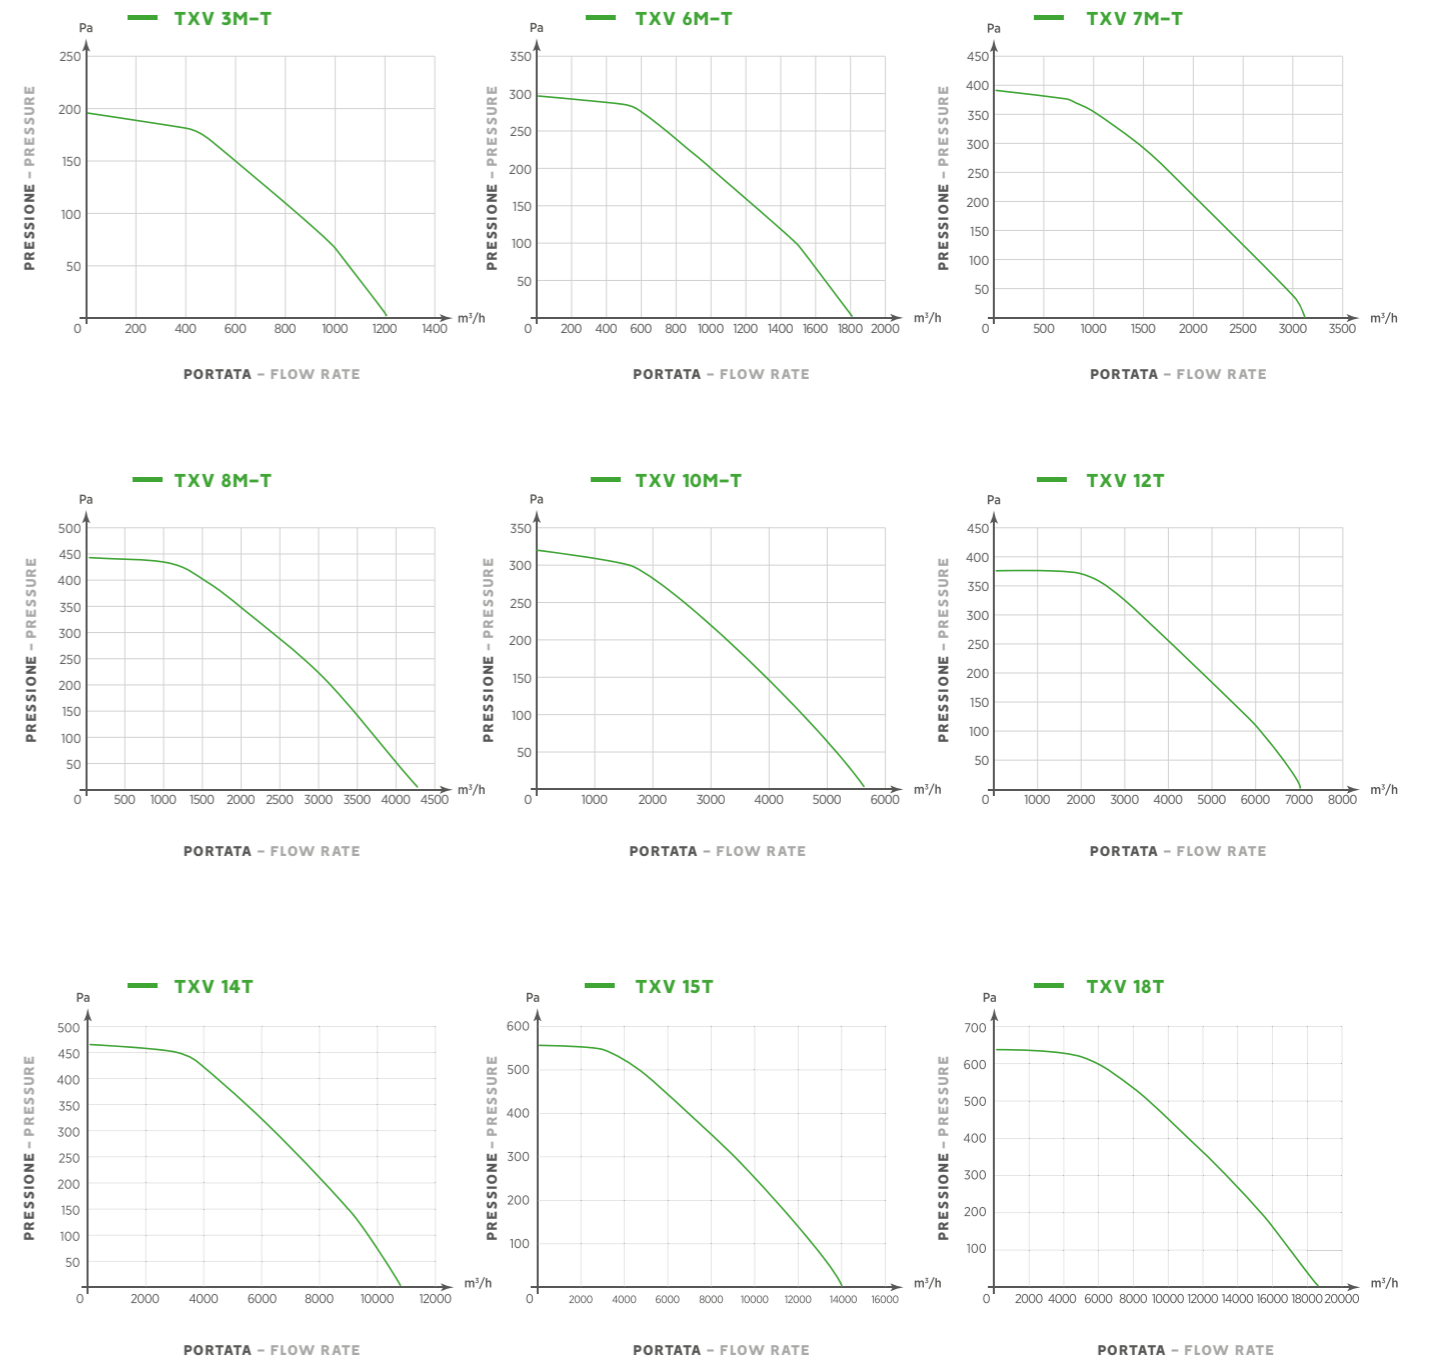 TXV 3M-T
Pa
250
200
150
100
50
0 200 400 600 800 1000 1200 1400 m³/h
PRESSIONE – PRESSURE
PORTATA – FLOW RATE
TXV 6M-T
Pa
350
300
250
200
150
100
50
0 200 400 600 800 1000 1200 1400 1600 1800 2000 m³/h
PRESSIONE – PRESSURE
PORTATA – FLOW RATE
TXV 7M-T
Pa
450
400
350
300
250
200
150
100
50
0 500 1000 1500 2000 2500 3000 3500 m³/h
PRESSIONE – PRESSURE
PORTATA – FLOW RATE
TXV 8M-T
Pa
500
450
400
350
300
250
200
150
100
50
0 500 1000 1500 2000 2500 3000 3500 4000 4500 m³/h
PRESSIONE – PRESSURE
PORTATA – FLOW RATE
TXV 10M-T
Pa
350
300
250
200
150
100
50
0 1000 2000 3000 4000 5000 6000 m³/h
PRESSIONE – PRESSURE
PORTATA – FLOW RATE
TXV 12T
Pa
450
400
350
300
250
200
150
100
50
0 1000 2000 3000 4000 5000 6000 7000 8000 m³/h
PRESSIONE – PRESSURE
PORTATA – FLOW RATE
TXV 14T
Pa
500
450
400
350
300
250
200
150
100
50
0 2000 4000 6000 8000 10000 12000 m³/h
PRESSIONE – PRESSURE
PORTATA – FLOW RATE
TXV 15T
Pa
600
500
400
300
200
100
0 2000 4000 6000 8000 10000 12000 14000 16000 m³/h
PRESSIONE – PRESSURE
PORTATA – FLOW RATE
TXV 18T
Pa
700
600
500
400
300
200
100
0 2000 4000 6000 8000 10000 12000 14000 16000 18000 20000 m³/h
PRESSIONE – PRESSURE
PORTATA – FLOW RATE